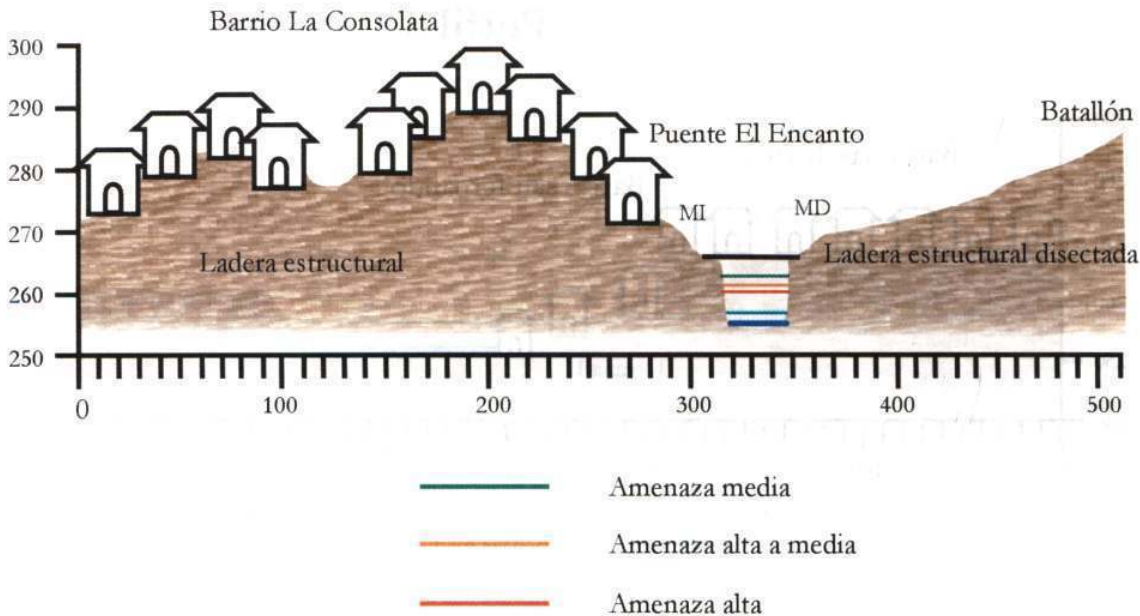 Barrio La Consolata
300
290
Batallón
Puente El Encanto
280
MI
MD
270
Ladera estructural
Ladera estructural disectada
260
250
0
100
200
300
400
500
Amenaza media
Amenaza alta a media
Amenaza alta